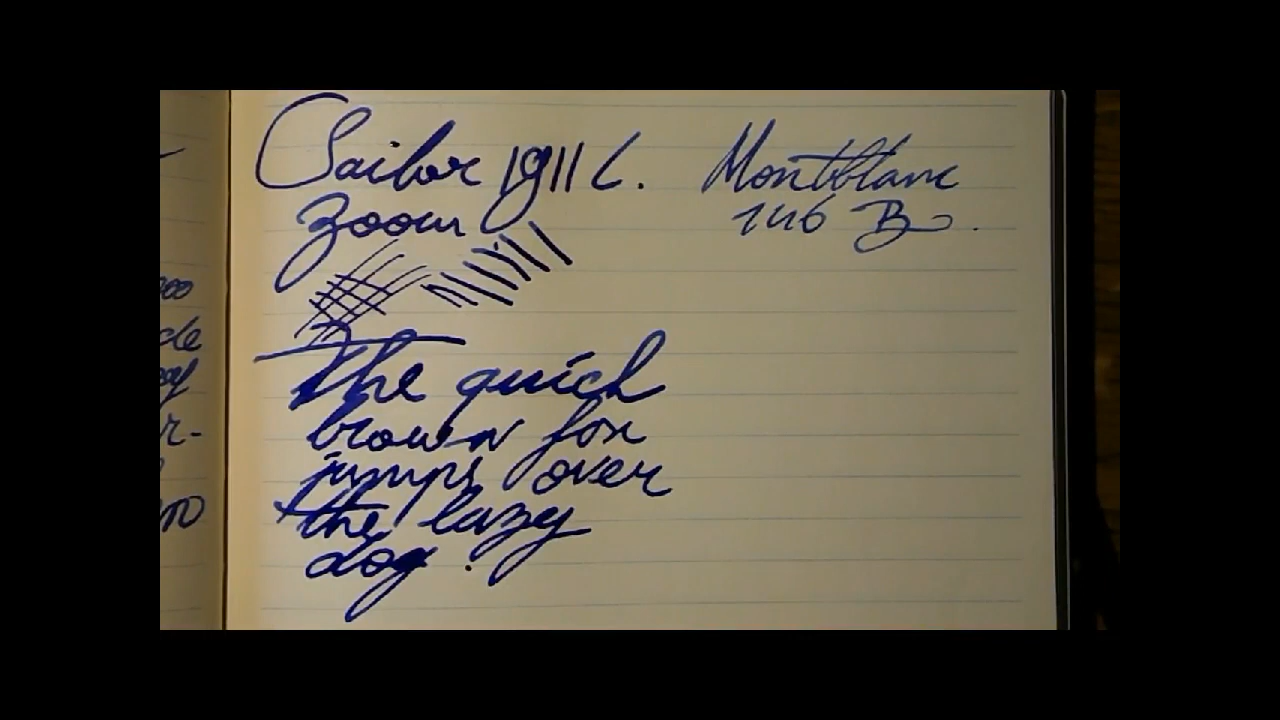 Sailor 1911 L.
Zoom
Montblanc
146 B.
The quick
brown fox
jumps over
the lazy
dog.